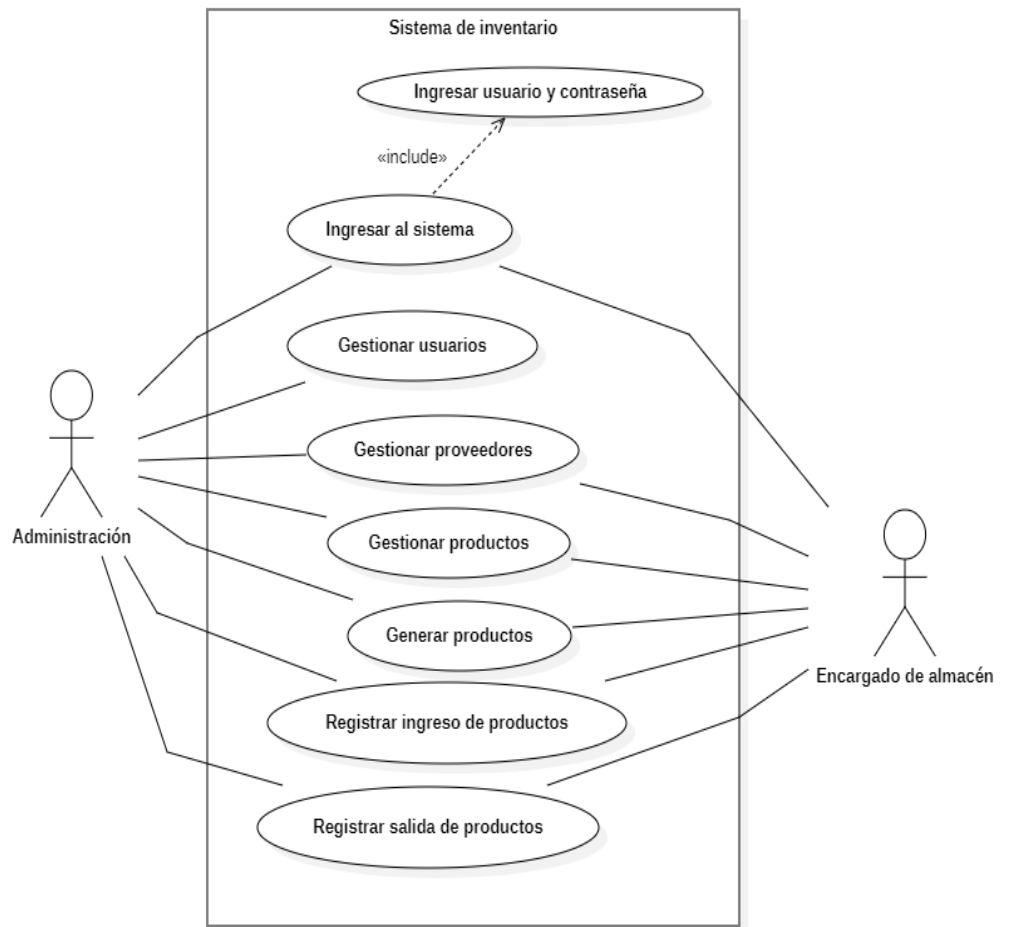 Sistema de inventario
Ingresar usuario y contraseña
«include»
Ingresar al sistema
Gestionar usuarios
Gestionar proveedores
Gestionar productos
Administración
Generar productos
Encargado de almacén
Registrar ingreso de productos
Registrar salida de productos